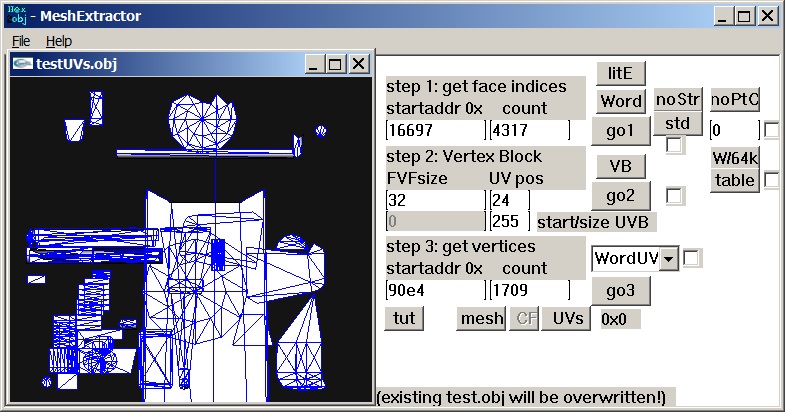 Hex
obj - MeshExtractor
File Help
testUVs.obj
step 1: get face indices
startaddr 0x count
16697 4317
litE
Word
go1
noStr
std
noPtC
0
step 2: Vertex Block
FVFsize UV pos
32 24
0 255 start/size UVB
VB
go2
W/64k
table
step 3: get vertices
startaddr 0x count
90e4 1709
WordUV
go3
tut mesh CF UVs 0x0
(existing test.obj will be overwritten!)